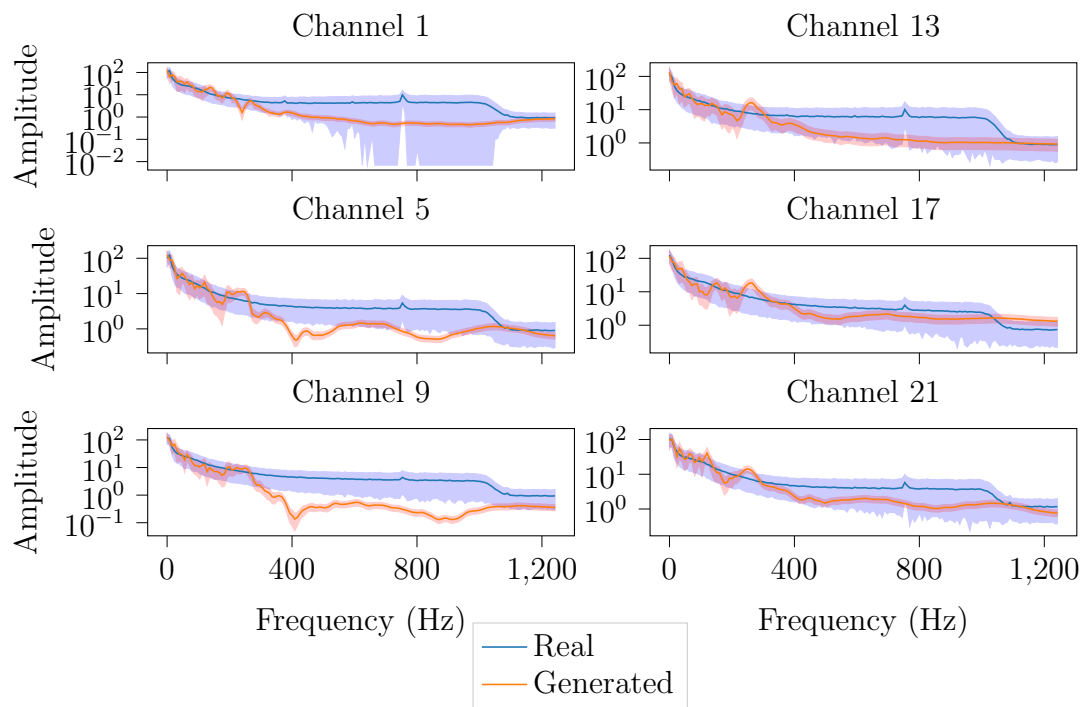 Channel 1
Channel 13
Amplitude
10^2
10^1
10^0
10^-1
10^-2
10^2
10^1
10^0
Channel 5
Channel 17
Amplitude
10^2
10^1
10^0
10^2
10^1
10^0
Channel 9
Channel 21
Amplitude
10^2
10^1
10^0
10^-1
10^2
10^1
10^0
0 400 800 1,200
0 400 800 1,200
Frequency (Hz)
Frequency (Hz)
Real
Generated